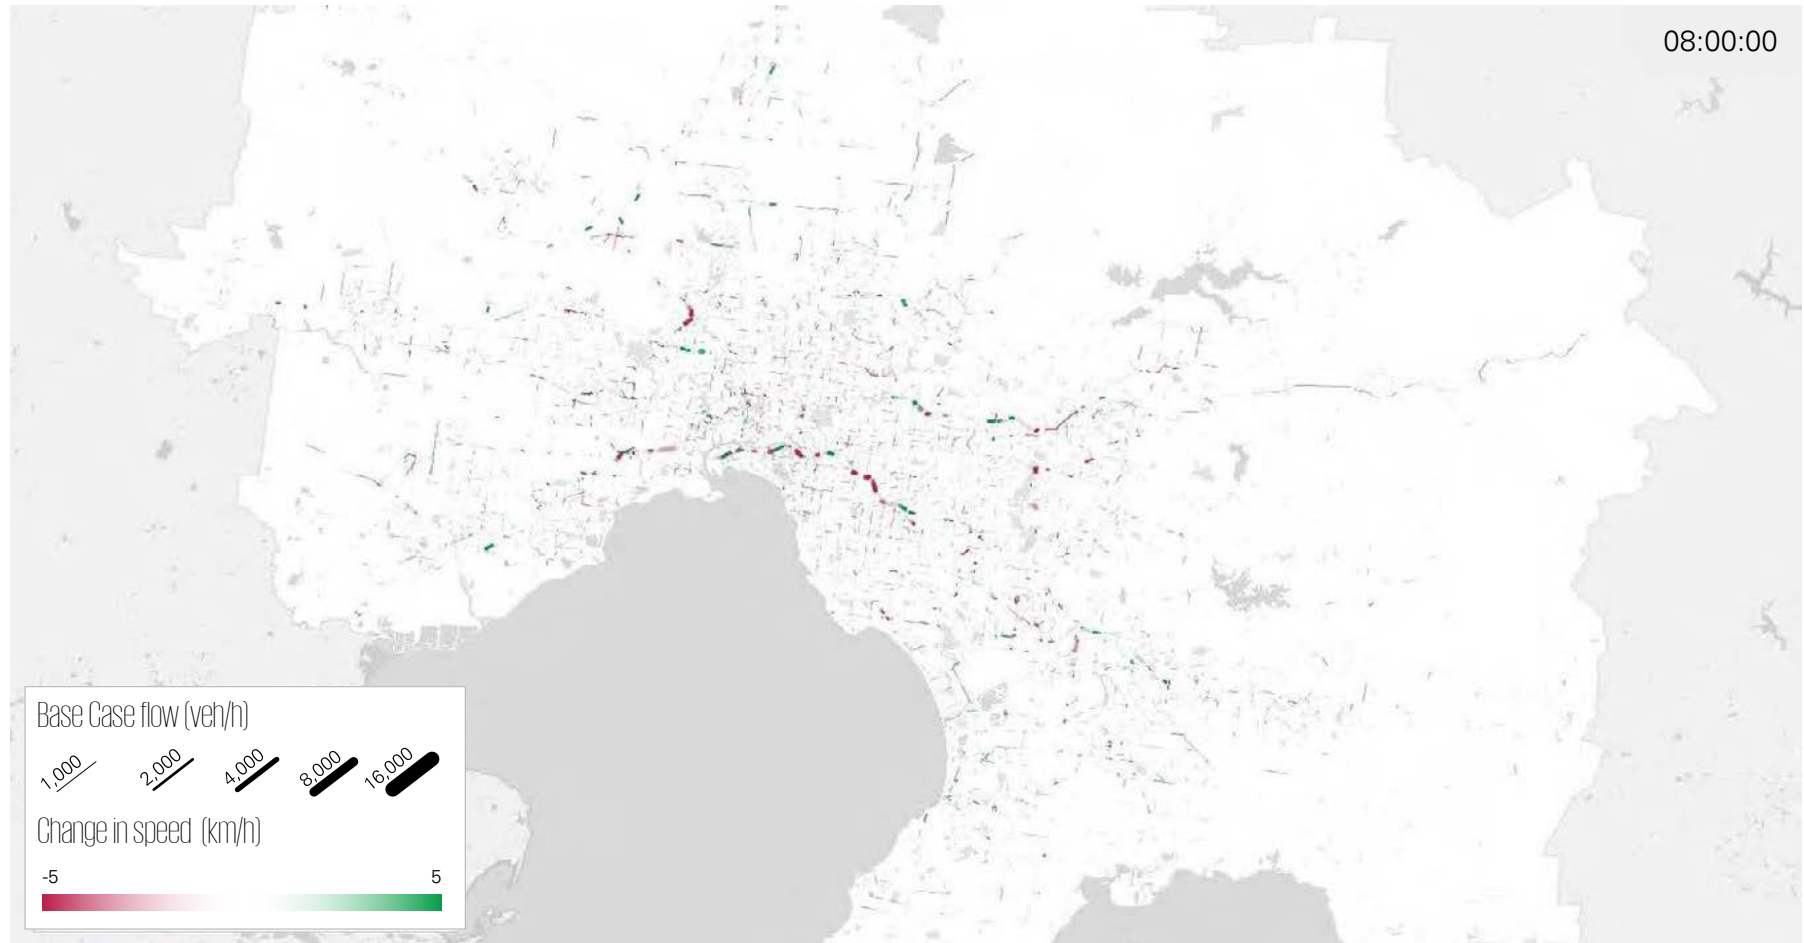 08:00:00
Base Case flow (veh/h)
1,000 2,000 4,000 8,000 16,000
Change in speed (km/h)
-5 5